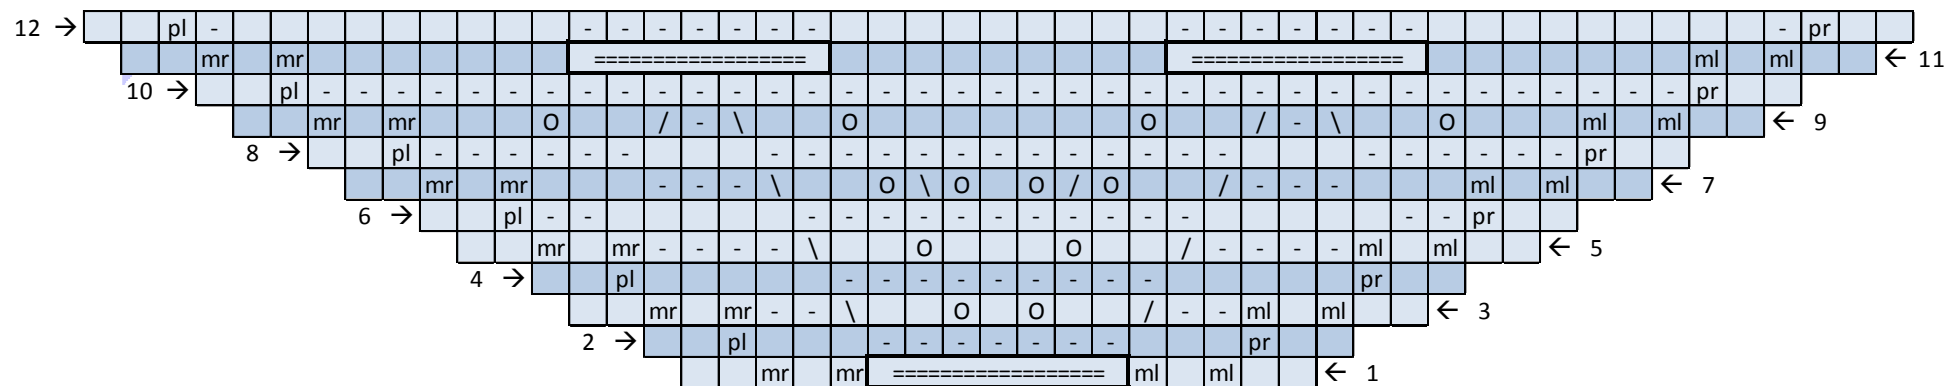 12 → pl - - - - - - - - - - - - - - - - pr
mr mr ================= ================= ml ml ← 11
10 → pl - - - - - - - - - - - - - - - - - - - - - - - - - - - - - - - - - - - - - pr
mr mr O / - \ O O / - \ O ml ml ← 9
8 → pl - - - - - - - - - - - - - - - - - - - - - - - - - pr
mr mr - - - \ O \ O O / O / - - - ml ml ← 7
6 → pl - - - - - - - - - - - - - - - pr
mr mr - - - - \ O O / - - - - ml ml ← 5
4 → pl - - - - - - - - - pr
mr mr - - \ O O / - - ml ml ← 3
2 → pl - - - - - - - pr
mr mr ================= ml ml ← 1